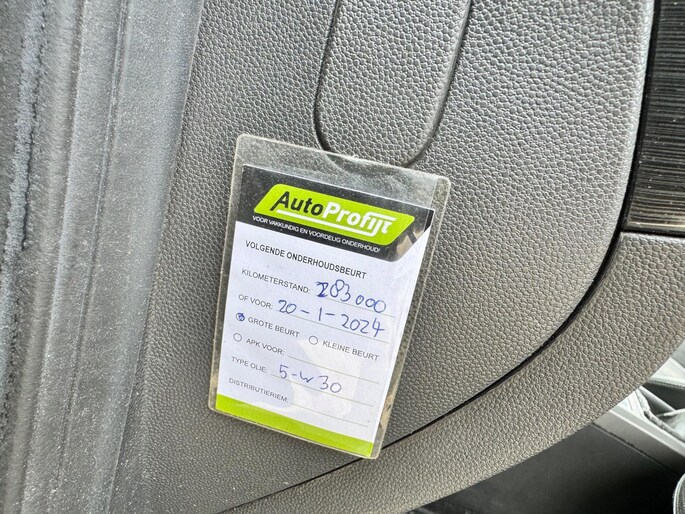 AutoProfijt
VOOR VAKKUNDIG EN VOORDELIG ONDERHOUD!
VOLGENDE ONDERHOUDSBEURT
KILOMETERSTAND: 283000
OF VOOR: 20-1-2024
GROTE BEURT KLEINE BEURT
APK VOOR:
TYPE OLIE: 5-W30
DISTRIBUTIERIEM: